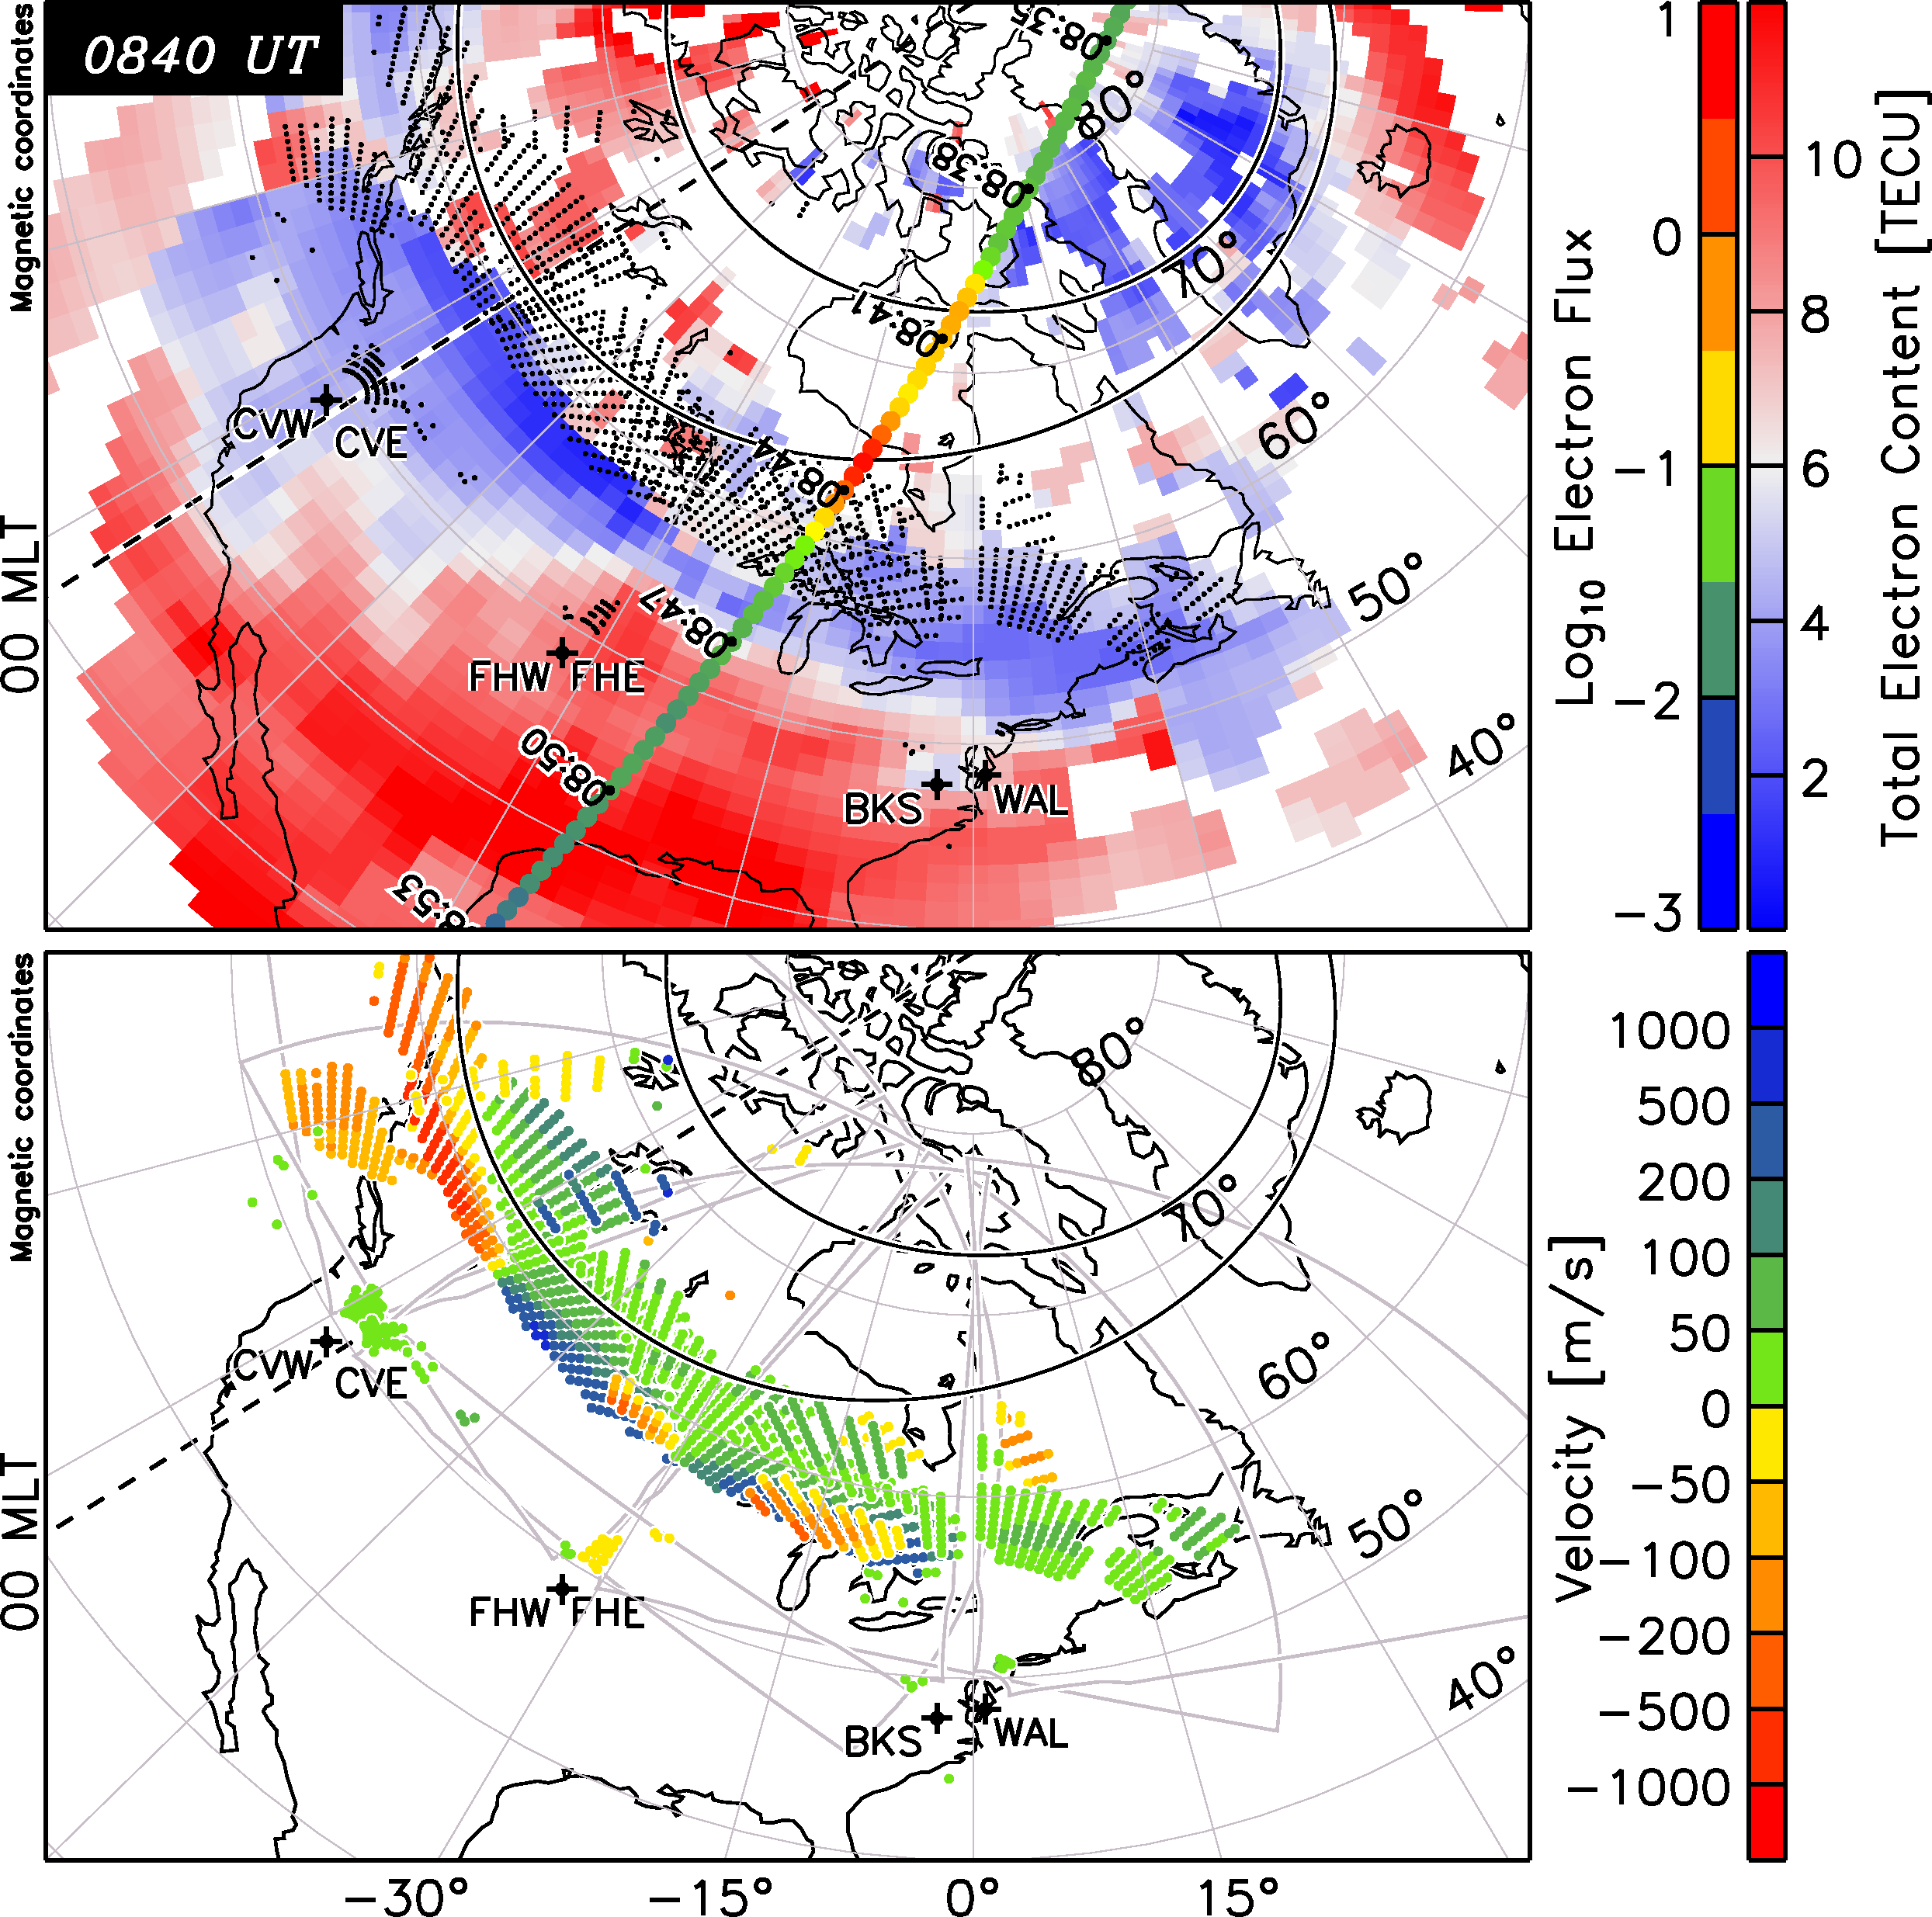 Magnetic coordinates
0840 UT
08:35
80°
08:38
70°
08:41
60°
CVW
CVE
08:44
50°
00 MLT
08:47
FHW
FHE
40°
08:50
BKS
WAL
8:53
1
0
−1
−2
−3
Log10 Electron Flux
10
8
6
4
2
Total Electron Content [TECU]
Magnetic coordinates
80°
70°
60°
CVW
CVE
50°
00 MLT
FHW
FHE
40°
BKS
WAL
−30°
−15°
0°
15°
1000
500
200
100
50
0
−50
−100
−200
−500
−1000
Velocity [m/s]